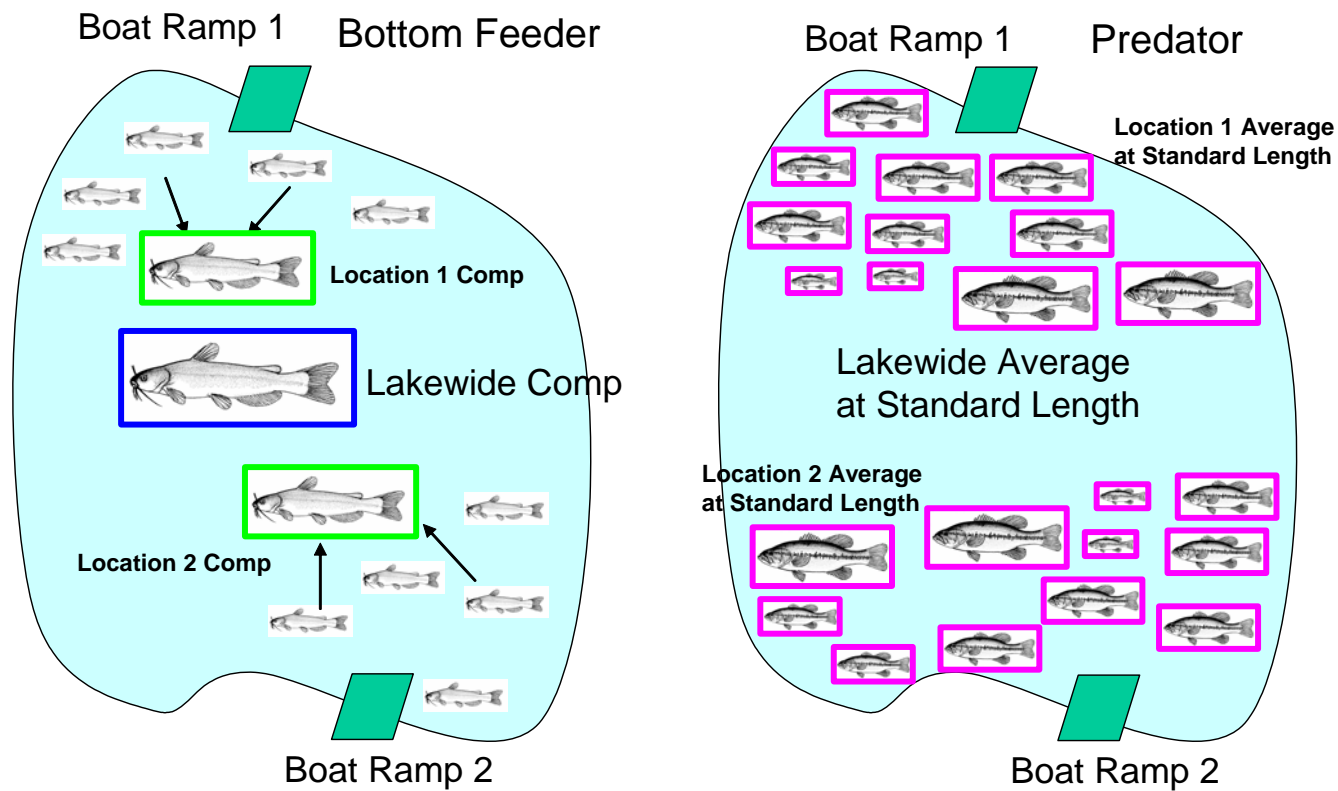 Boat Ramp 1
Bottom Feeder
Location 1 Comp
Lakewide Comp
Location 2 Comp
Boat Ramp 2
Boat Ramp 1
Predator
Location 1 Average
at Standard Length
Lakewide Average
at Standard Length
Location 2 Average
at Standard Length
Boat Ramp 2